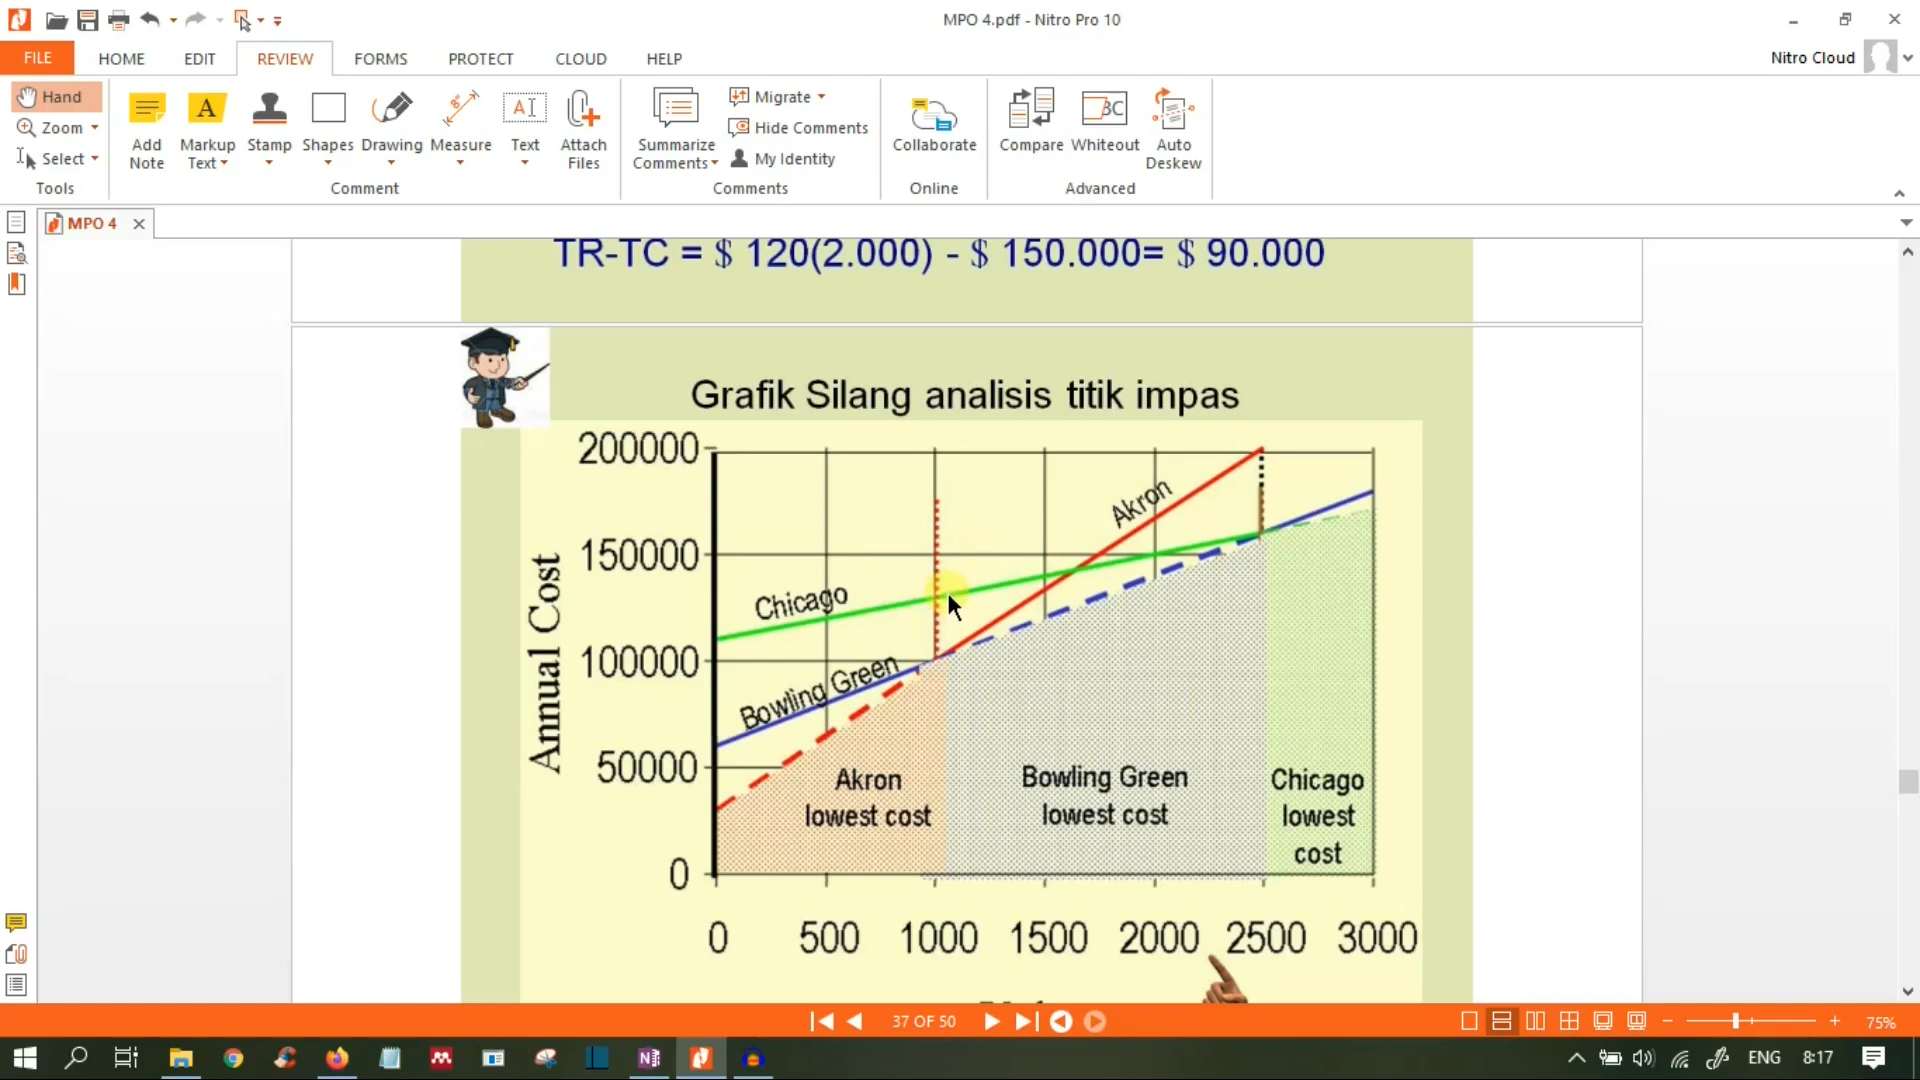 MPO 4.pdf - Nitro Pro 10
FILE HOME EDIT REVIEW FORMS PROTECT CLOUD HELP
Nitro Cloud
Hand
Zoom
Select
Tools
Add Note
Markup Text
Stamp
Shapes
Drawing
Measure
Text
Attach Files
Comment
Summarize Comments
Migrate
Hide Comments
My Identity
Comments
Collaborate
Online
Compare
Whiteout
Auto Deskew
Advanced
MPO 4
TR-TC = $ 120(2.000) - $ 150.000= $ 90.000
Grafik Silang analisis titik impas
200000
150000
100000
50000
0
Annual Cost
Akron
Chicago
Bowling Green
Akron
lowest cost
Bowling Green
lowest cost
Chicago
lowest
cost
0 500 1000 1500 2000 2500 3000
37 OF 50
75%
ENG 8:17